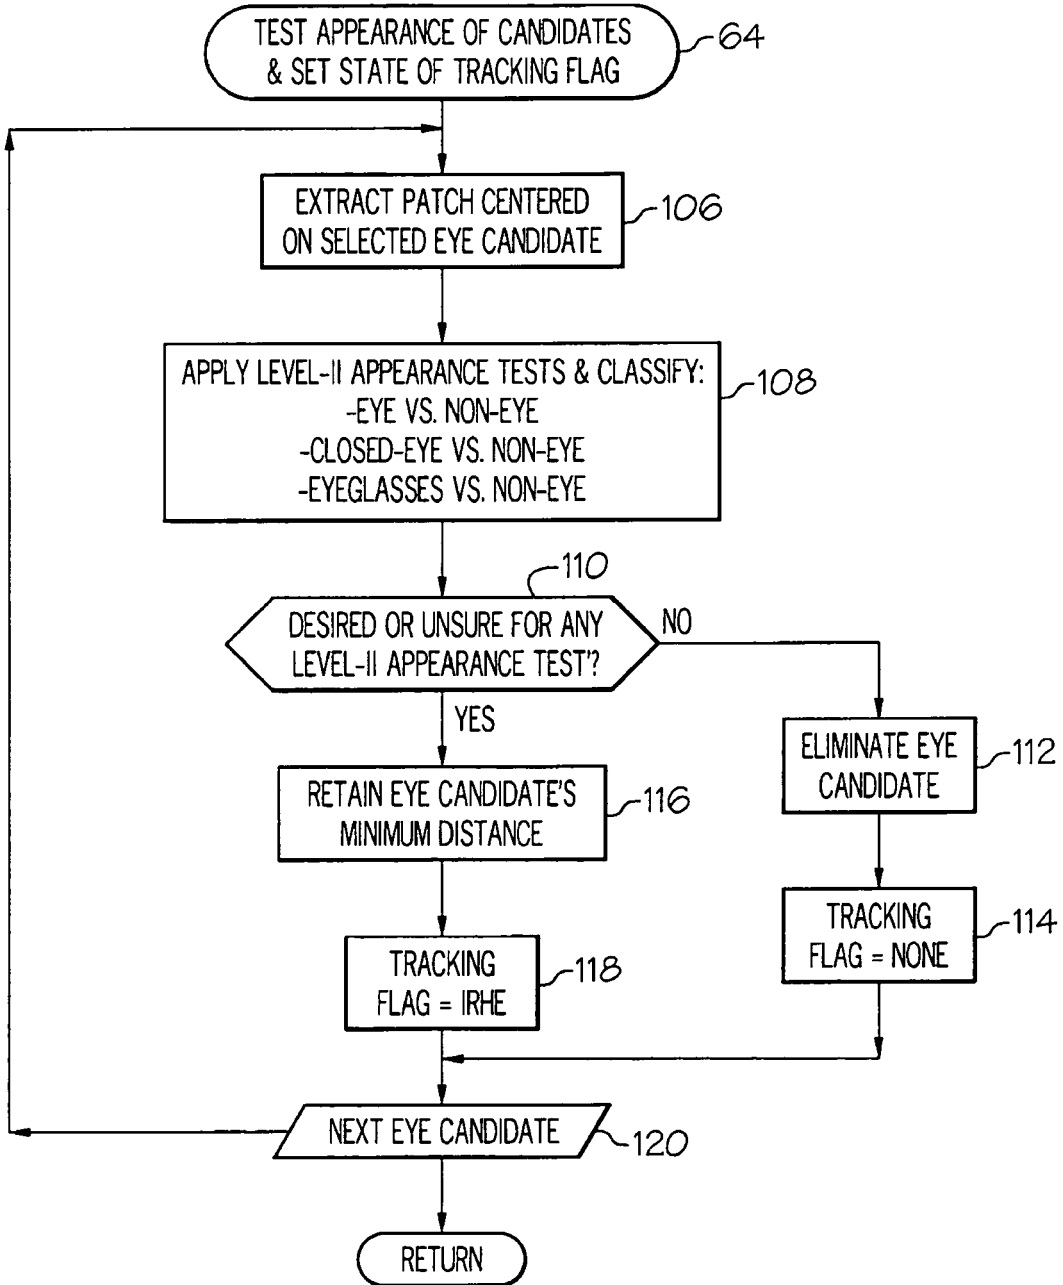 TEST APPEARANCE OF CANDIDATES
& SET STATE OF TRACKING FLAG
64
EXTRACT PATCH CENTERED
ON SELECTED EYE CANDIDATE
106
APPLY LEVEL-II APPEARANCE TESTS & CLASSIFY:
-EYE VS. NON-EYE
-CLOSED-EYE VS. NON-EYE
-EYEGLASSES VS. NON-EYE
108
110
DESIRED OR UNSURE FOR ANY
LEVEL-II APPEARANCE TEST'?
NO
YES
ELIMINATE EYE
CANDIDATE
112
RETAIN EYE CANDIDATE'S
MINIMUM DISTANCE
116
TRACKING
FLAG = NONE
114
TRACKING
FLAG = IRHE
118
NEXT EYE CANDIDATE
120
RETURN